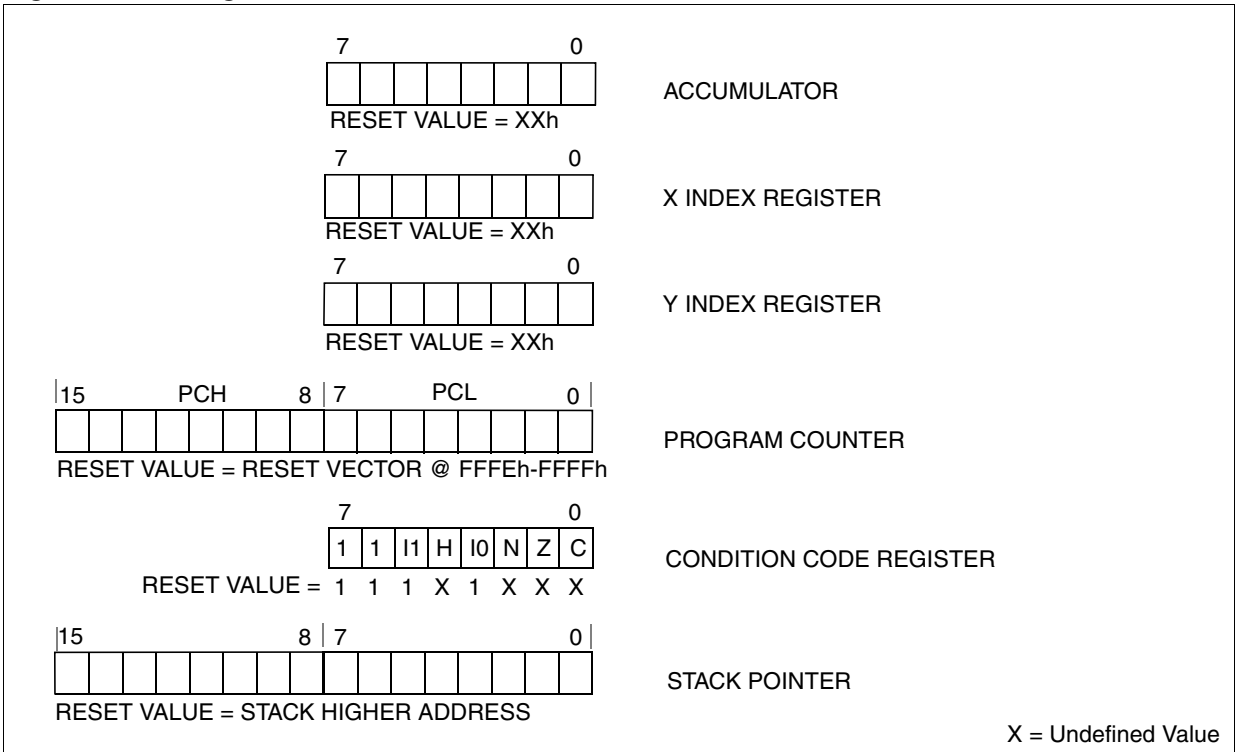 7 0
ACCUMULATOR
RESET VALUE = XXh
7 0
X INDEX REGISTER
RESET VALUE = XXh
7 0
Y INDEX REGISTER
RESET VALUE = XXh
15 PCH 8 7 PCL 0
PROGRAM COUNTER
RESET VALUE = RESET VECTOR @ FFFEh-FFFFh
7 0
1 1 I1 H I0 N Z C
CONDITION CODE REGISTER
RESET VALUE = 1 1 1 X 1 X X X
15 8 7 0
STACK POINTER
RESET VALUE = STACK HIGHER ADDRESS
X = Undefined Value